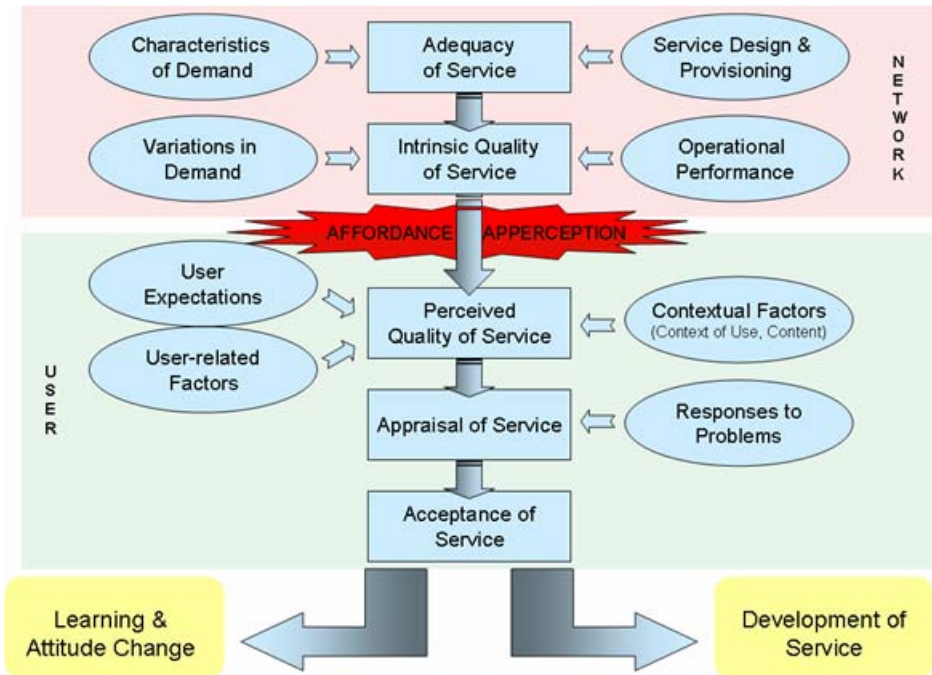 Characteristics
of Demand
Adequacy
of Service
Service Design &
Provisioning
NETWORK
Variations in
Demand
Intrinsic Quality
of Service
Operational
Performance
AFFORDANCE APPERCEPTION
User
Expectations
Perceived
Quality of Service
Contextual Factors
(Context of Use, Content)
User-related
Factors
USER
Appraisal of Service
Responses to
Problems
Acceptance of
Service
Learning &
Attitude Change
Development of
Service